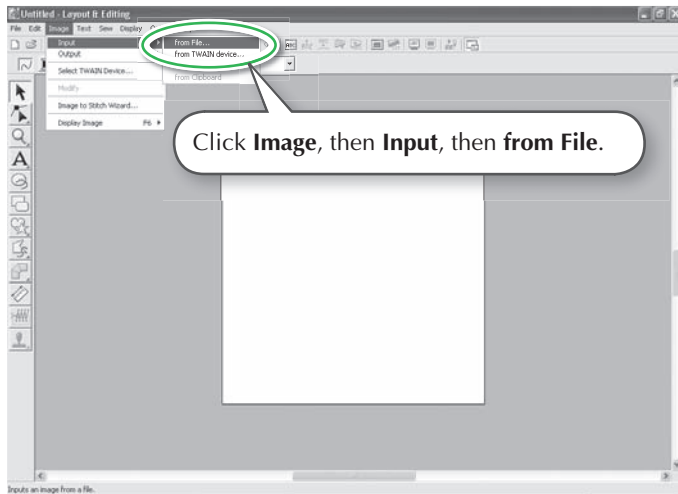 Untitled - Layout & Editing
File Edit Image Text Sew Display
Input
from File...
Output
from TWAIN device...
Select TWAIN Device...
from Clipboard
Modify
Image to Stitch Wizard...
Display Image F6
Click Image, then Input, then from File.
A
Inputs an image from a file.